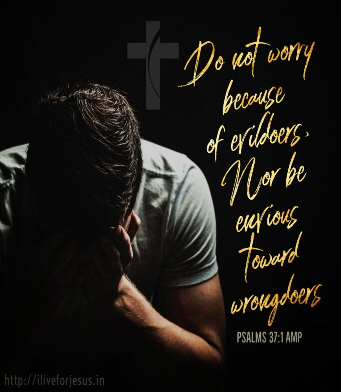 Do not worry
because
of evildoers,
Nor be
envious
toward
wrongdoers
PSALMS 37:1 AMP
http://iliveforjesus.in